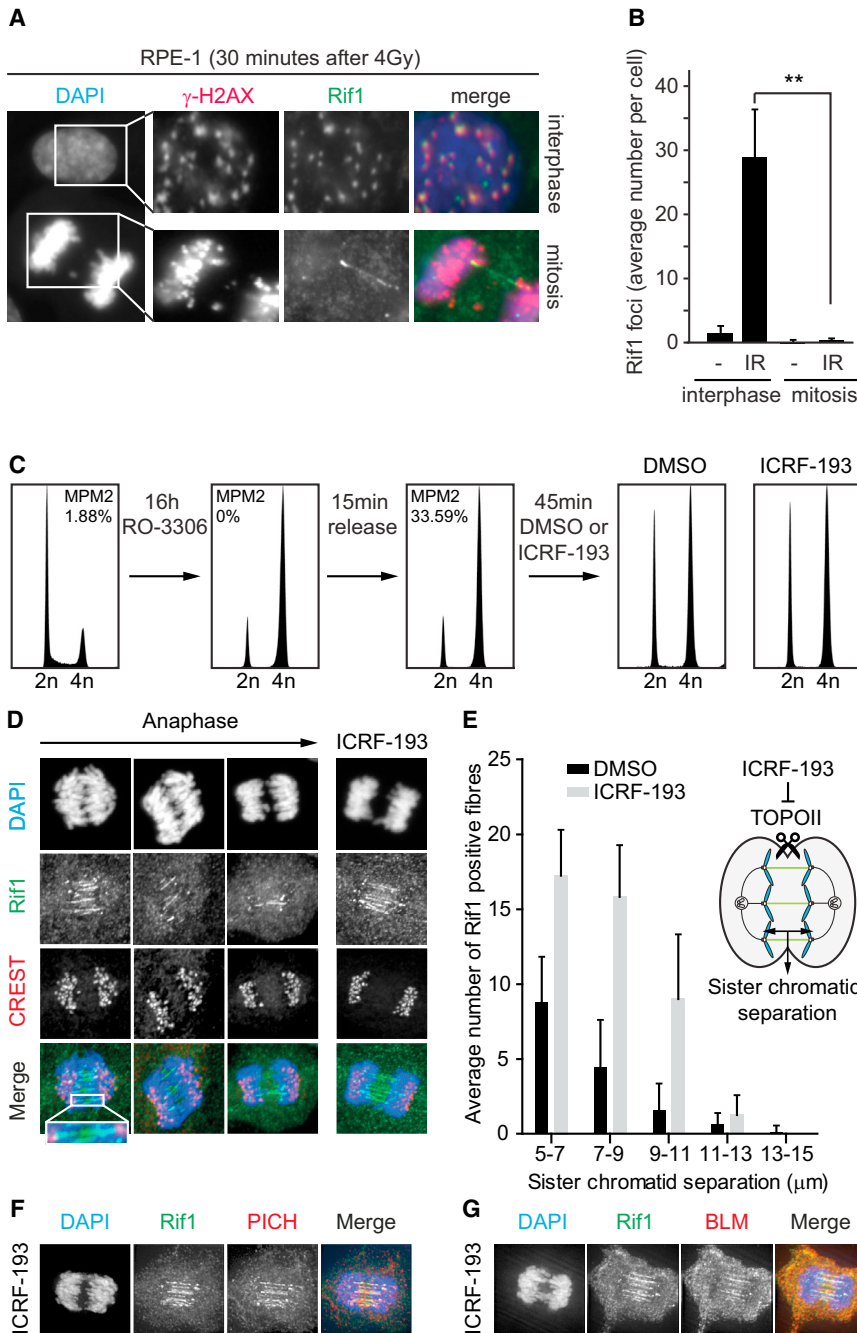 A
RPE-1 (30 minutes after 4Gy)
DAPI γ-H2AX Rif1 merge
interphase
mitosis
B
Rif1 foci (average number per cell)
40
30
20
10
0
**
- IR - IR
interphase mitosis
C
MPM2
1.88%
2n 4n
16h
RO-3306
MPM2
0%
2n 4n
15min
release
MPM2
33.59%
2n 4n
45min
DMSO or
ICRF-193
DMSO
2n 4n
ICRF-193
2n 4n
D
Anaphase
ICRF-193
DAPI
Rif1
CREST
Merge
E
Average number of Rif1 positive fibres
25
20
15
10
5
0
DMSO
ICRF-193
ICRF-193
TOPOII
Sister chromatid
separation
5-7 7-9 9-11 11-13 13-15
Sister chromatid separation (μm)
F
DAPI Rif1 PICH Merge
ICRF-193
G
DAPI Rif1 BLM Merge
ICRF-193